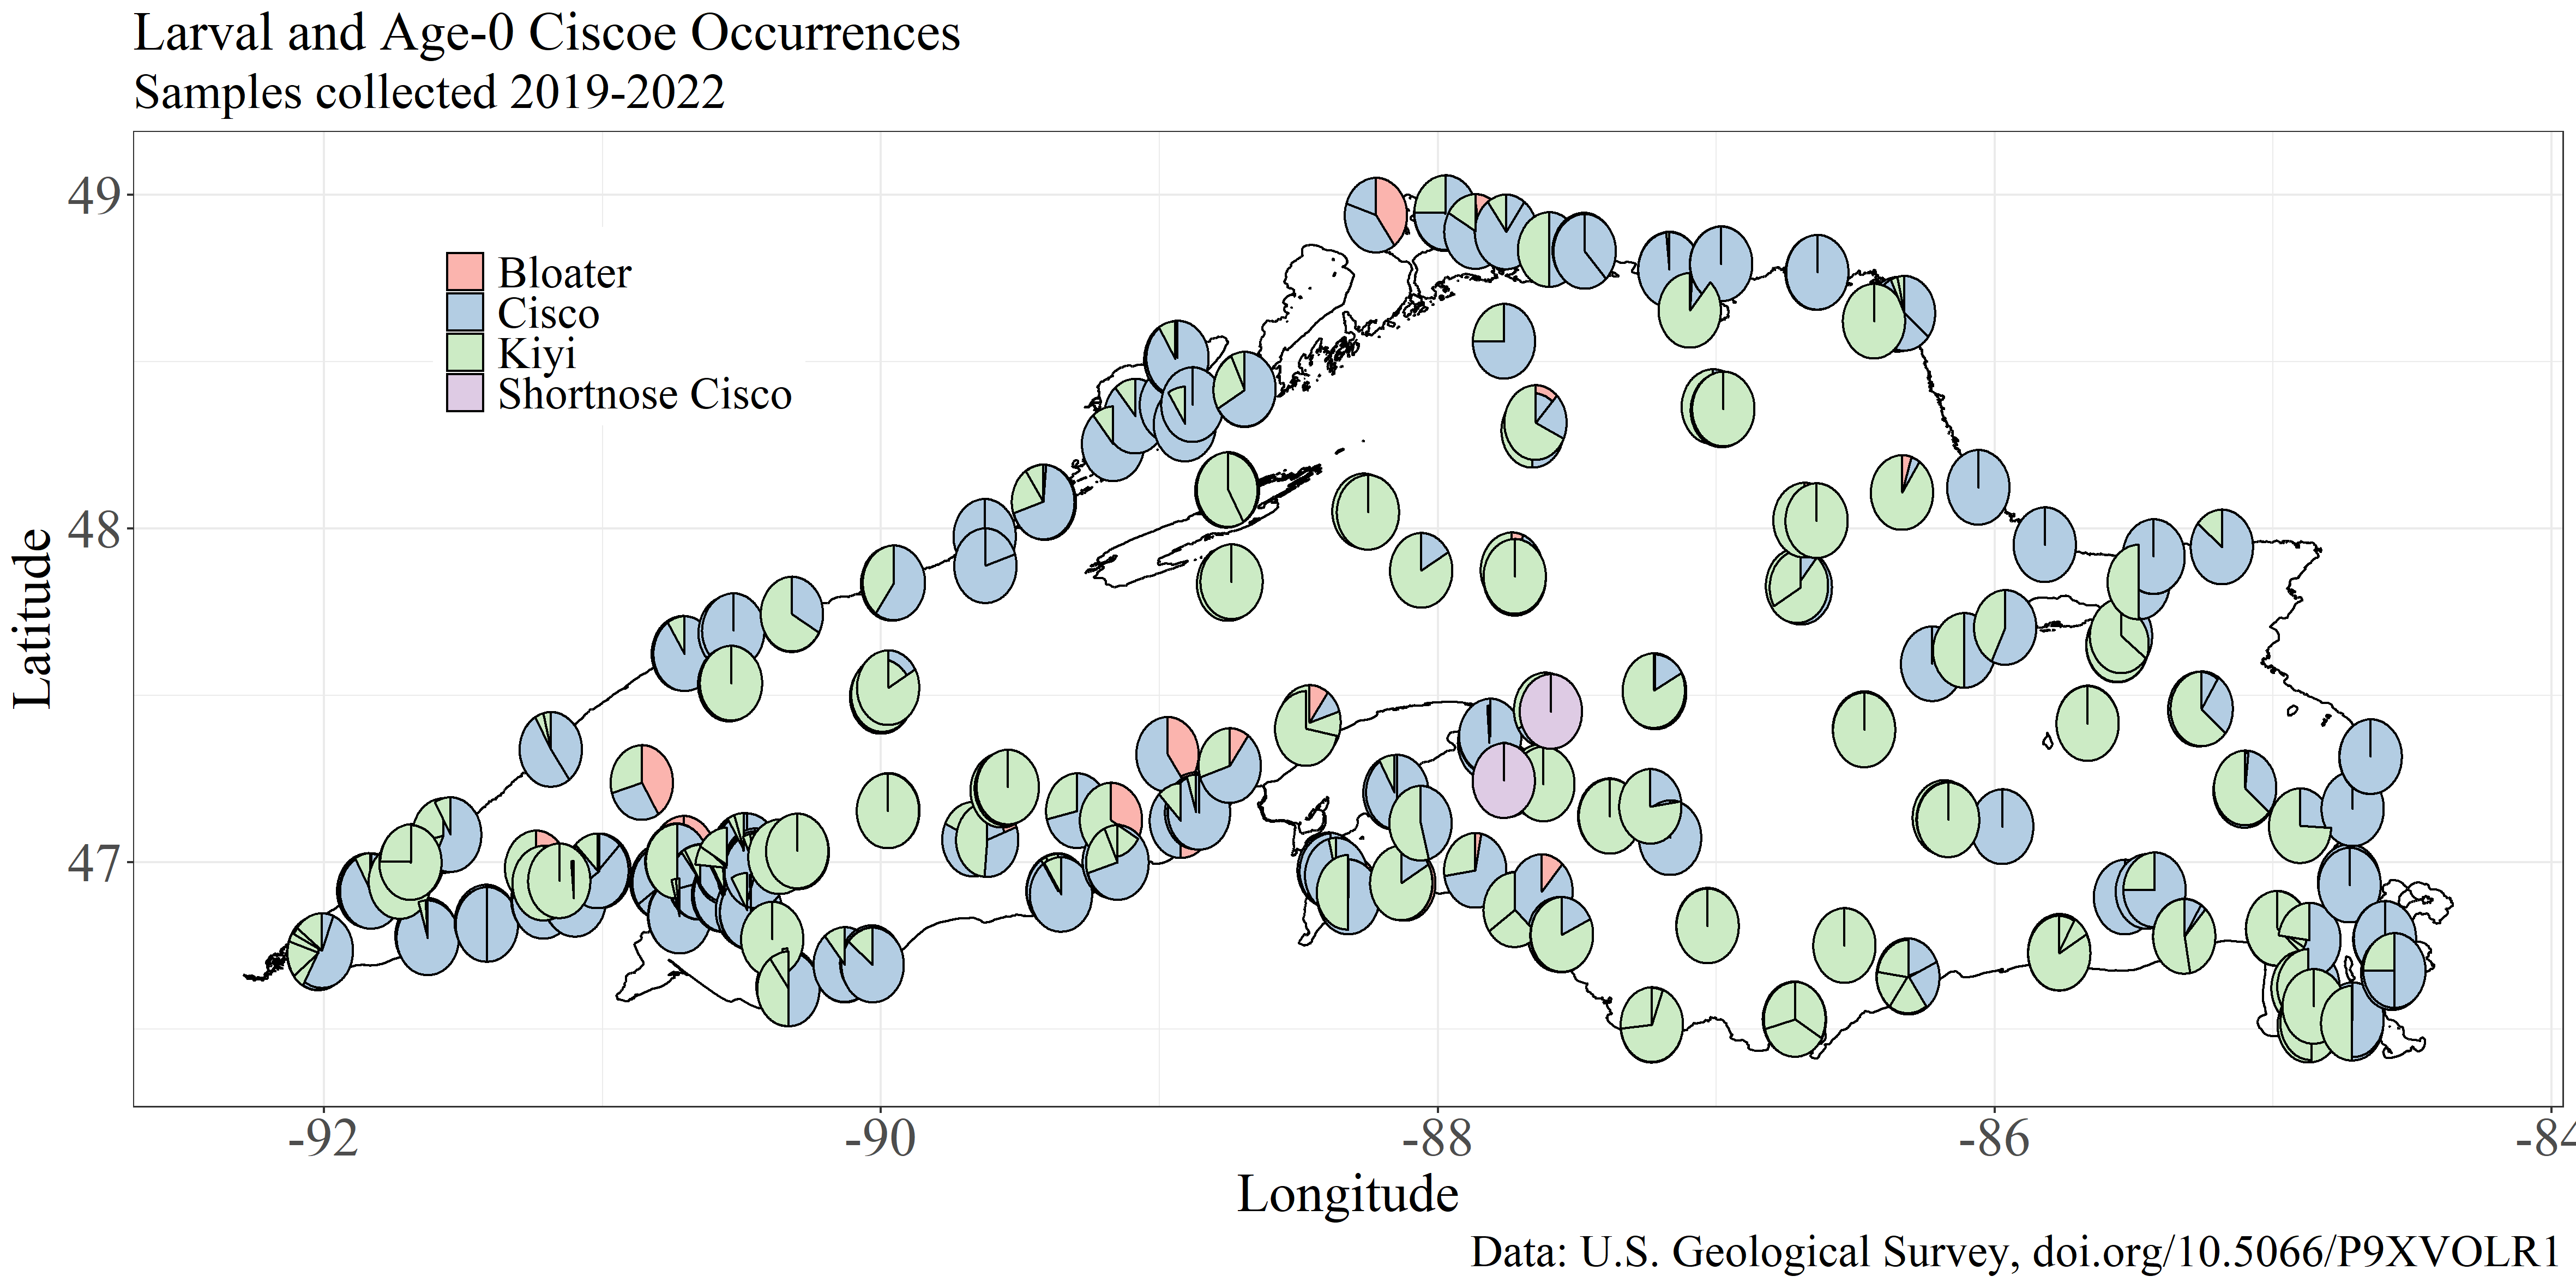 Larval and Age-0 Ciscoe Occurrences
Samples collected 2019-2022
49
48
47
Latitude
Bloater
Cisco
Kiyi
Shortnose Cisco
-92 -90 -88 -86 -84
Longitude
Data: U.S. Geological Survey, doi.org/10.5066/P9XVOLR1